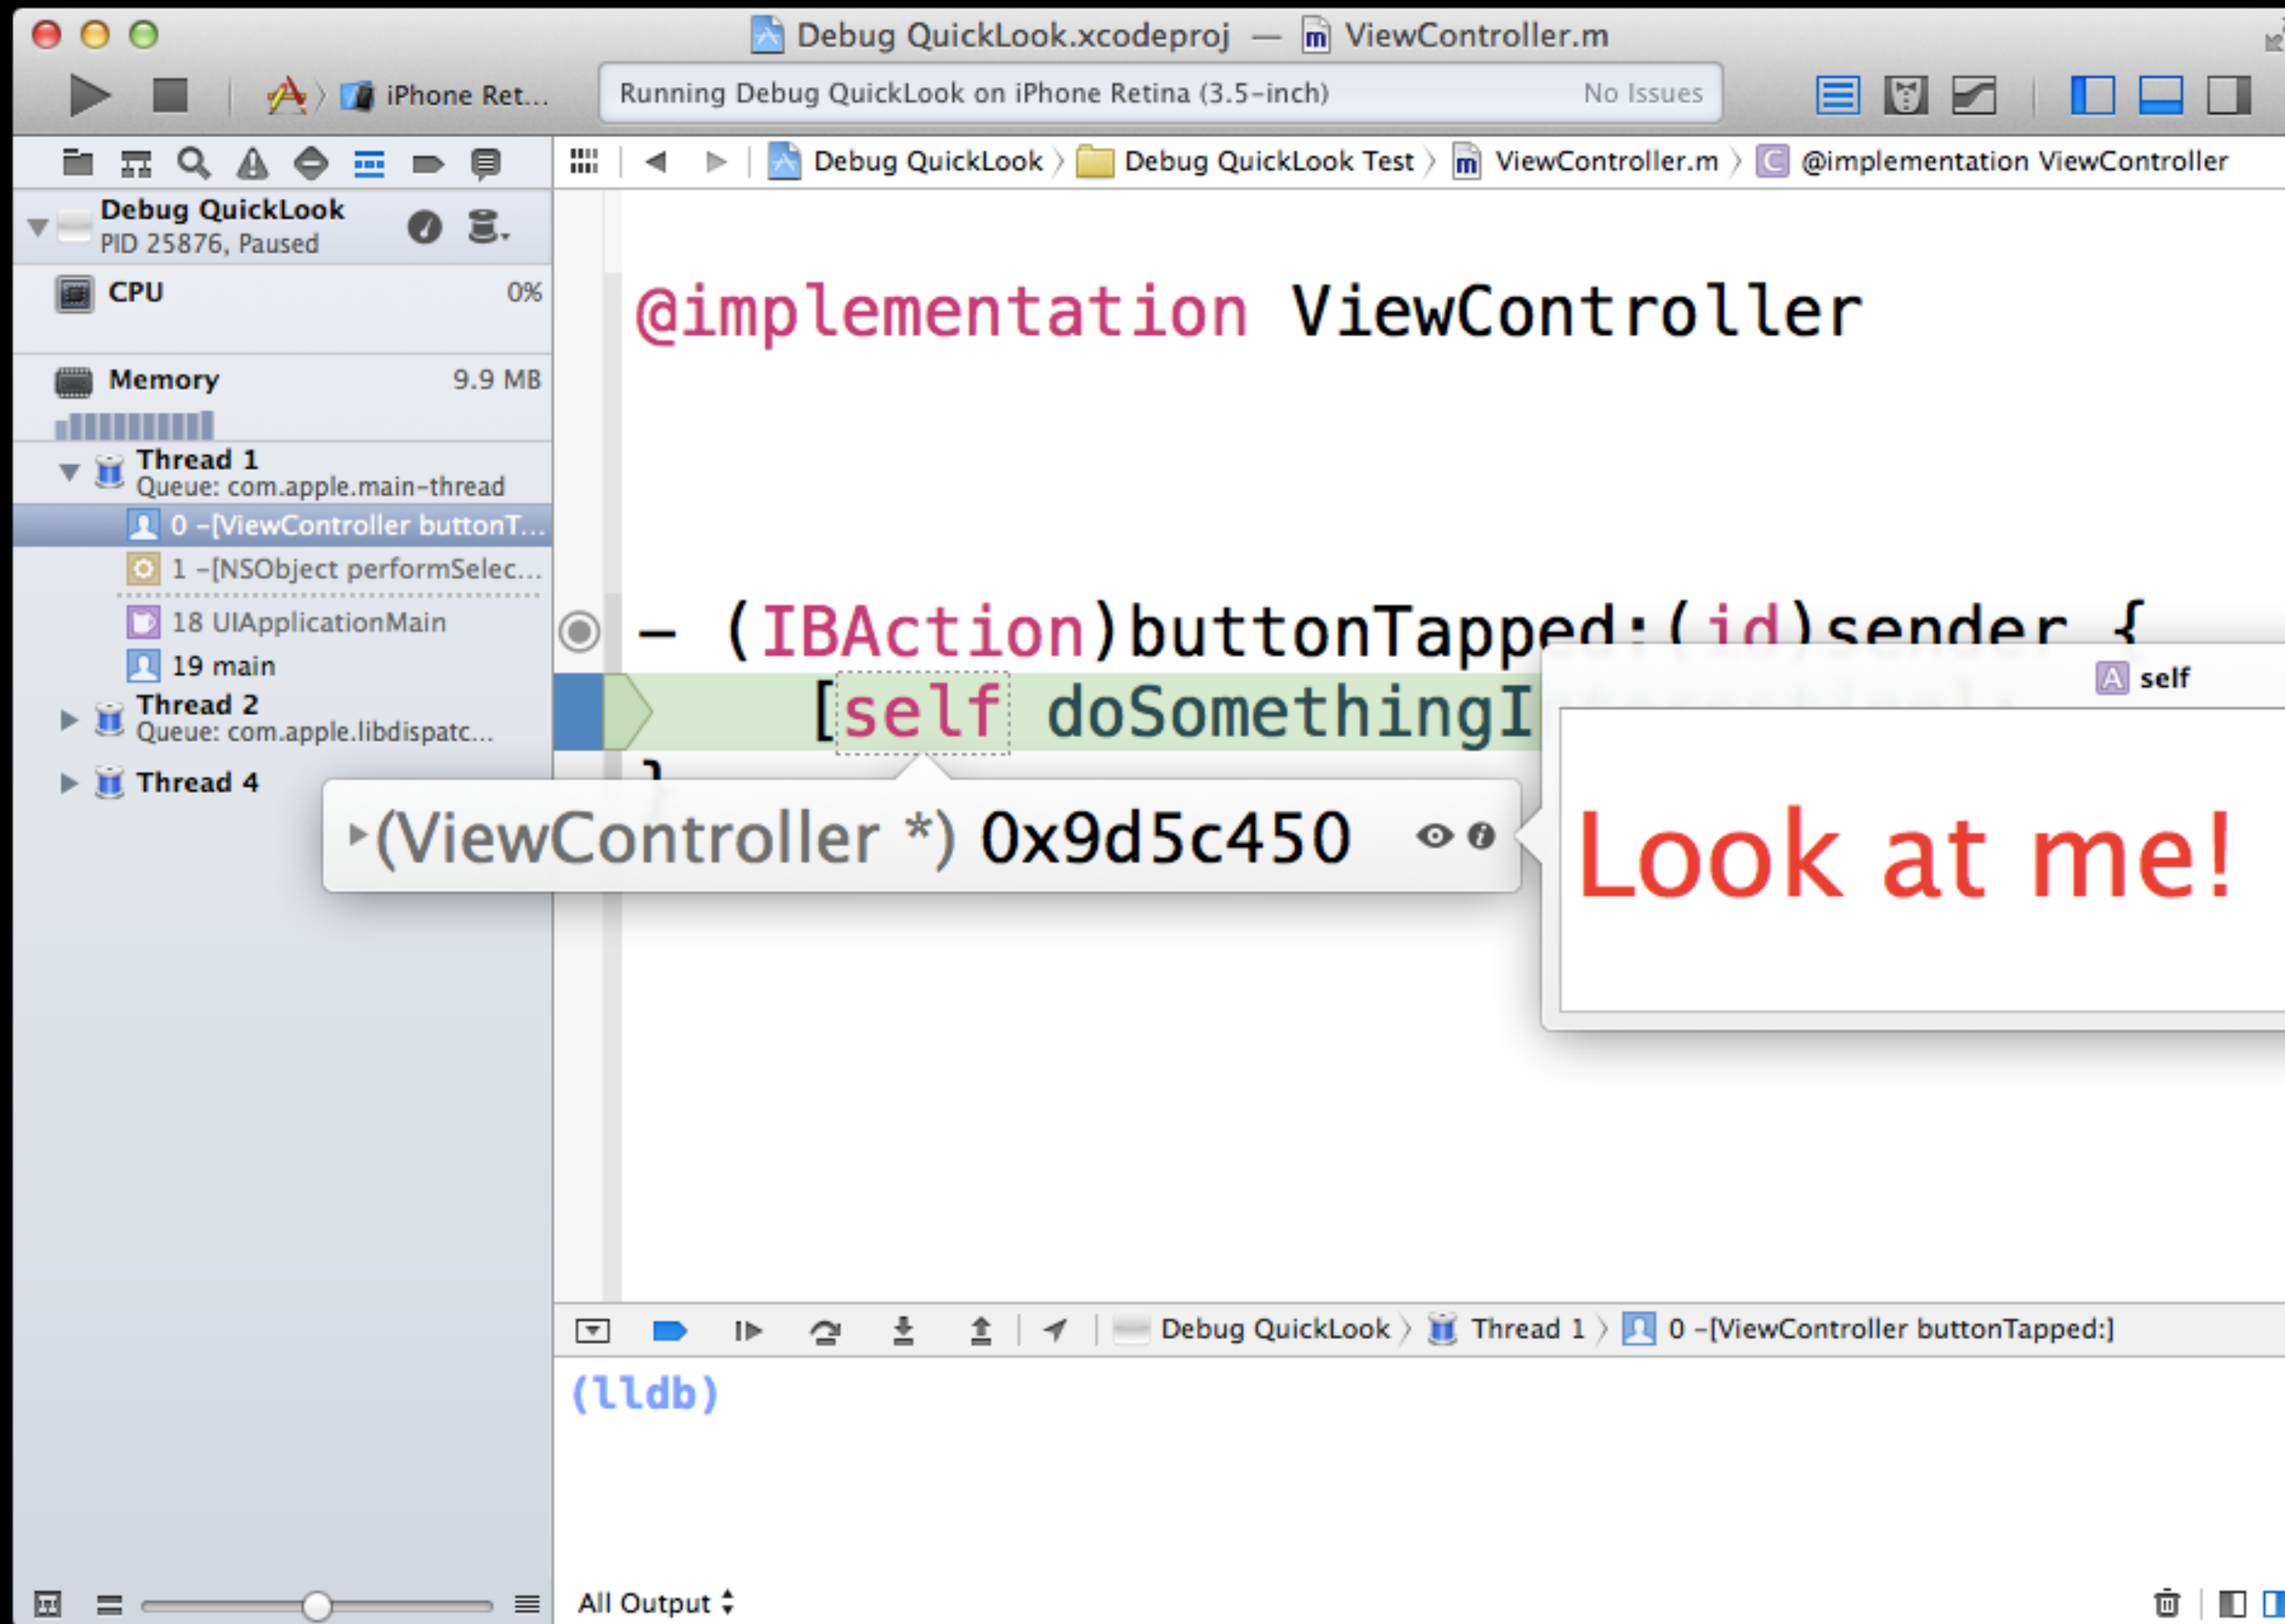 Debug QuickLook.xcodeproj — ViewController.m
iPhone Ret...
Running Debug QuickLook on iPhone Retina (3.5-inch) No Issues
Debug QuickLook Debug QuickLook Test ViewController.m @implementation ViewController
Debug QuickLook
PID 25876, Paused
CPU 0%
Memory 9.9 MB
Thread 1
Queue: com.apple.main-thread
0 -[ViewController buttonT...
1 -[NSObject performSelec...
18 UIApplicationMain
19 main
Thread 2
Queue: com.apple.libdispatc...
Thread 4
@implementation ViewController
- (IBAction)buttonTapped:(id)sender {
[self doSomethingI
}
(ViewController *) 0x9d5c450
self
Look at me!
Debug QuickLook Thread 1 0 -[ViewController buttonTapped:]
(lldb)
All Output